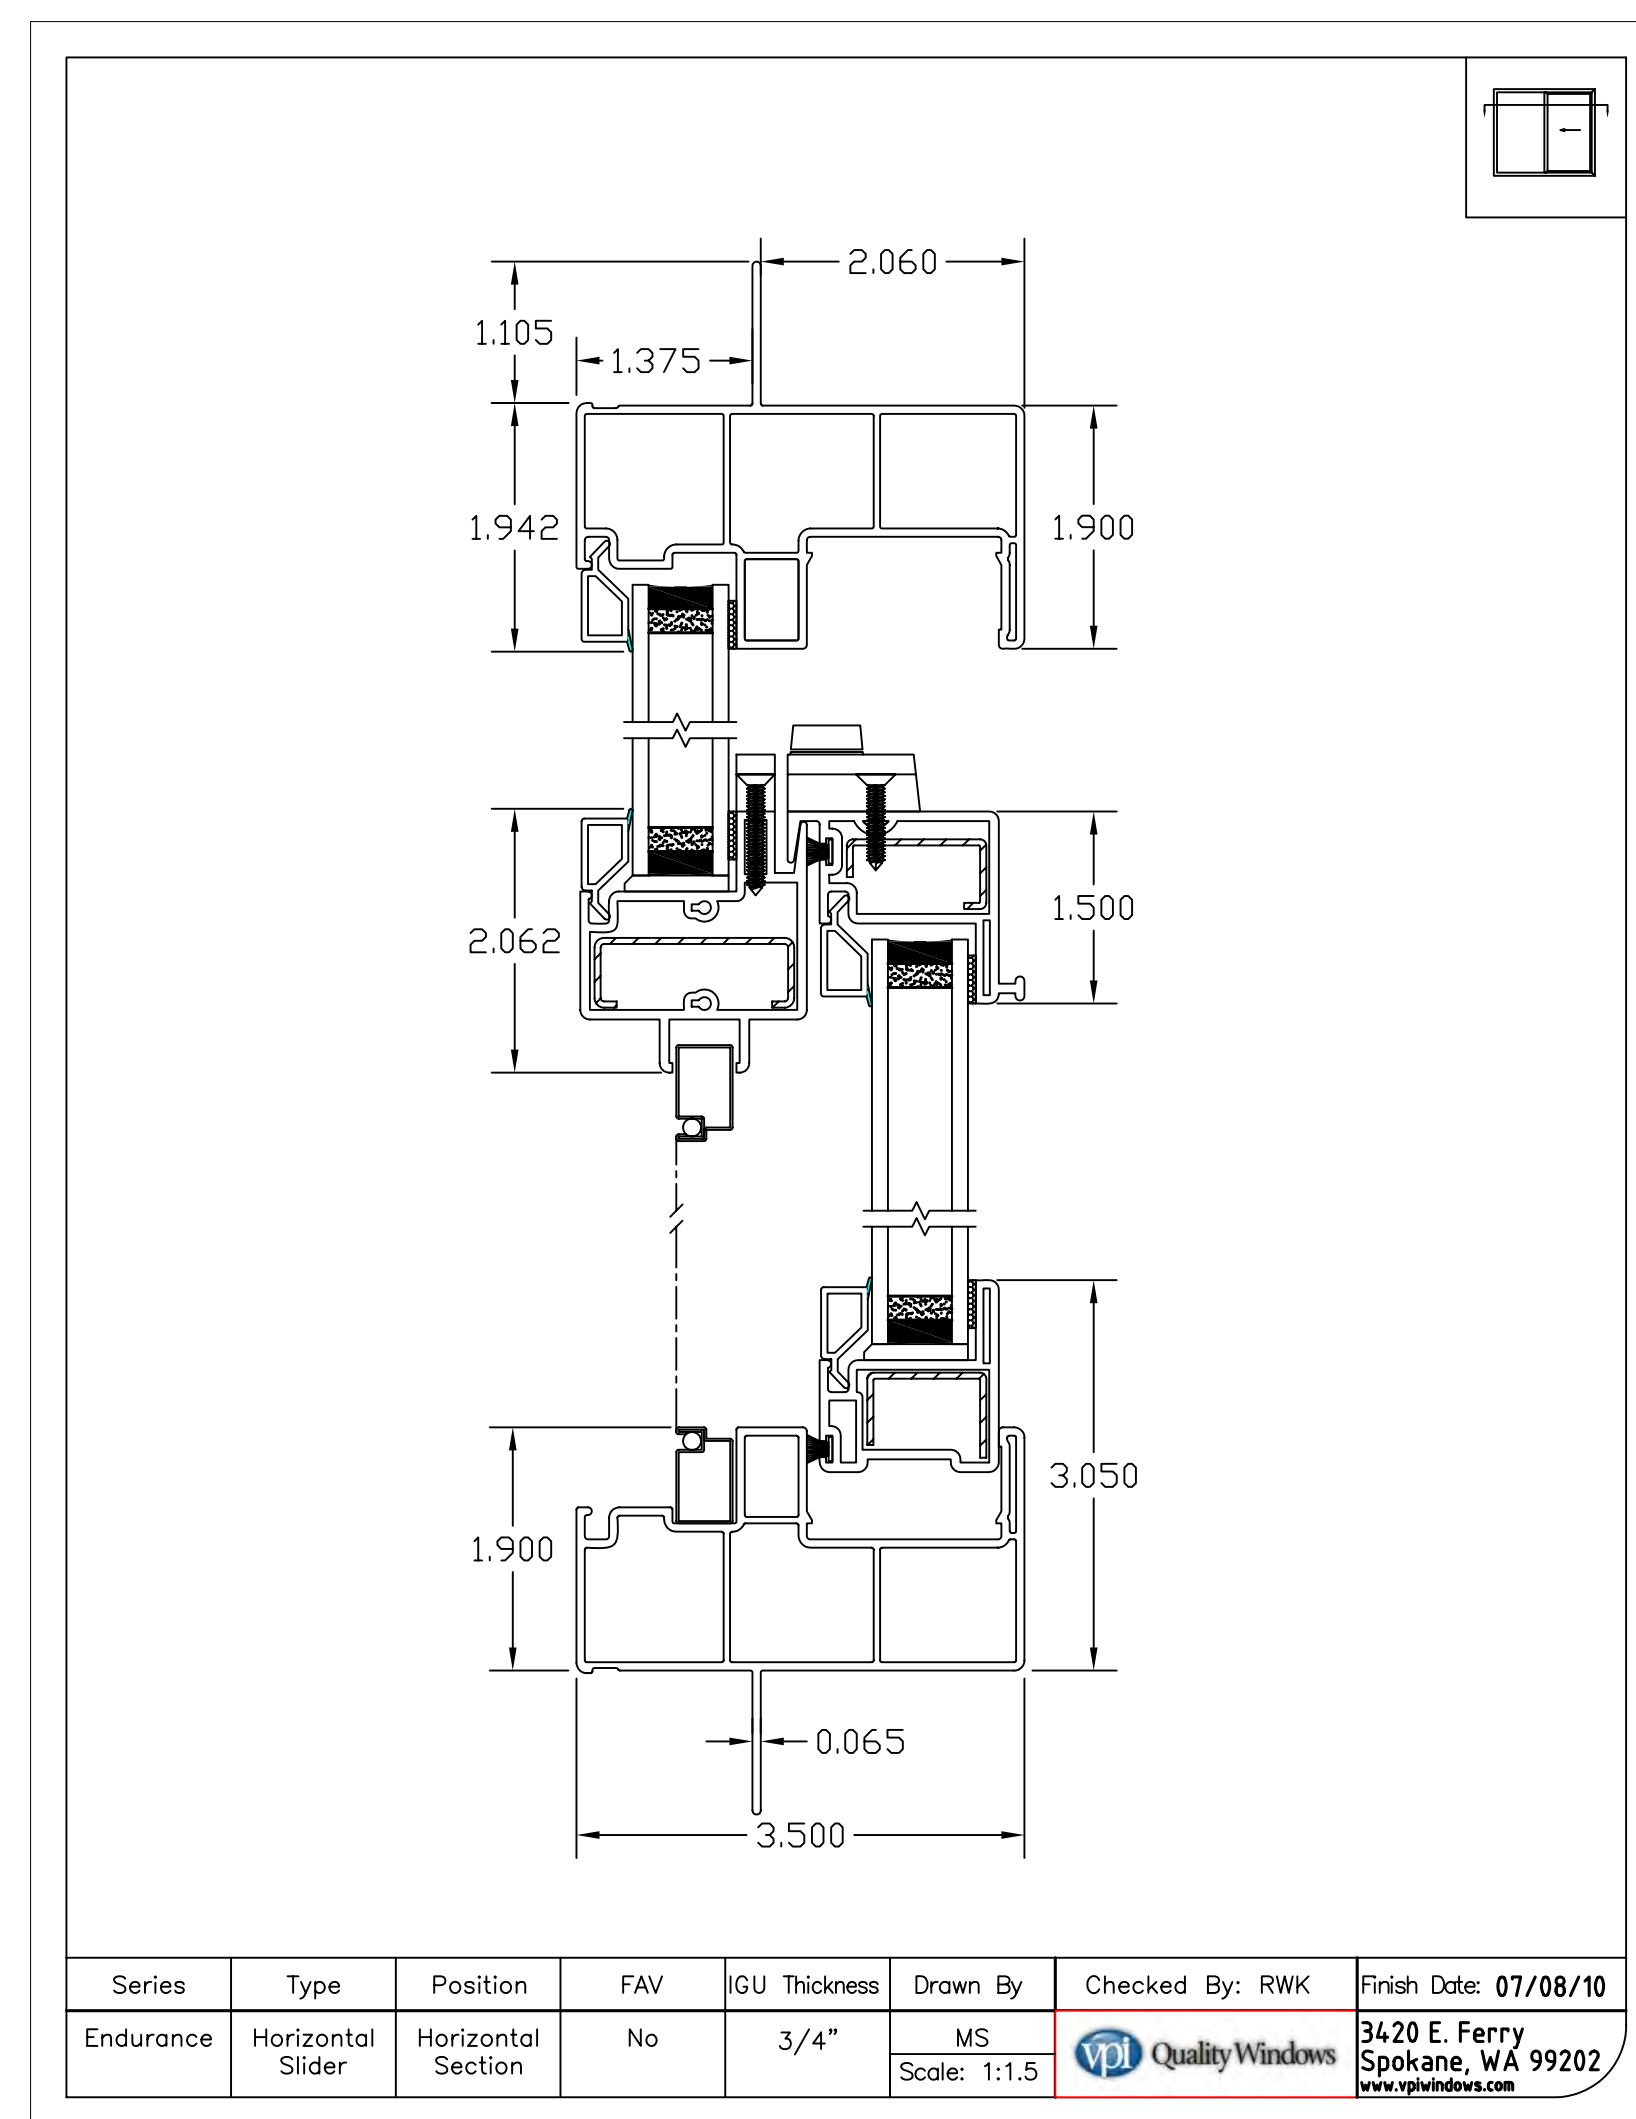 2.060
1.105
1.375
1.942
1.900
1.500
2.062
3.050
1.900
0.065
3.500
Series Type Position FAV IGU Thickness Drawn By Checked By: RWK Finish Date: 07/08/10
Endurance Horizontal Slider Horizontal Section No 3/4" MS
Scale: 1:1.5
vpi Quality Windows
3420 E. Ferry
Spokane, WA 99202
www.vpiwindows.com